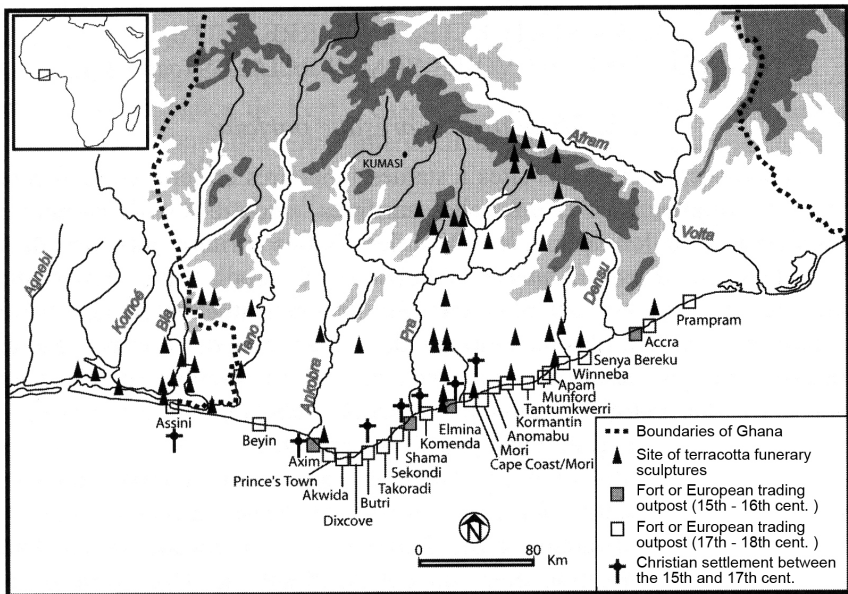 KUMASI
Afram
Volta
Densu
Agnebi
Komoé
Bia
Tano
Ankobra
Pra
Prampram
Accra
Senya Bereku
Winneba
Apam
Munford
Tantumkwerri
Kormantin
Anomabu
Mori
Cape Coast/Mori
Elmina
Komenda
Shama
Sekondi
Takoradi
Butri
Dixcove
Akwida
Prince's Town
Axim
Beyin
Assini
N
0 80 Km
Boundaries of Ghana
Site of terracotta funerary
sculptures
Fort or European trading
outpost (15th - 16th cent. )
Fort or European trading
outpost (17th - 18th cent. )
Christian settlement between
the 15th and 17th cent.